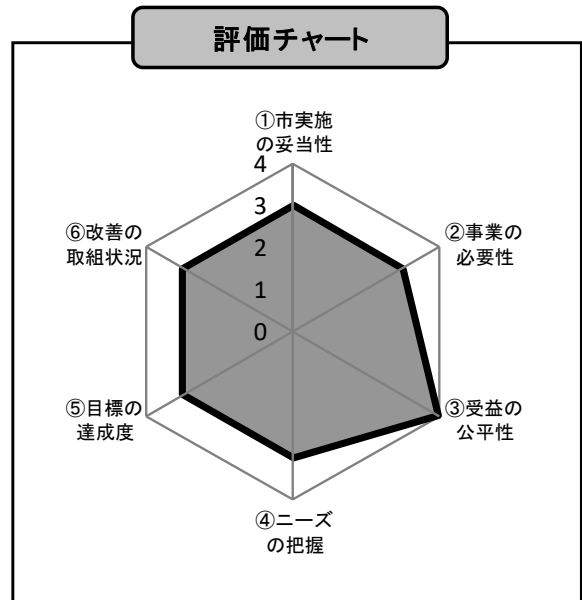 評価チャート
①市実施
の妥当性
4
3
2
1
0
②事業の
必要性
③受益の
公平性
④ニーズ
の把握
⑤目標の
達成度
⑥改善の
取組状況